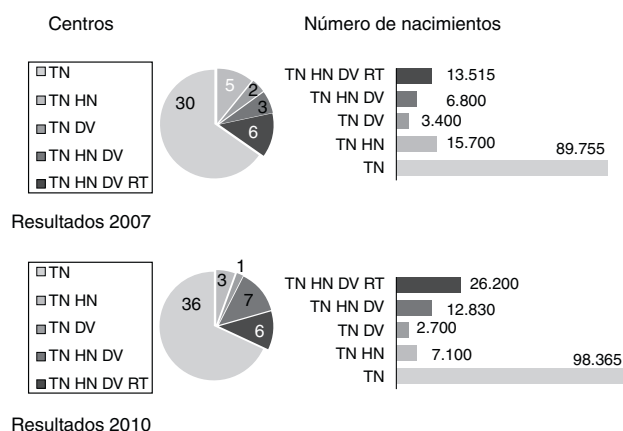 Centros
Número de nacimientos
TN
TN HN
TN DV
TN HN DV
TN HN DV RT
30
5
2
3
6
TN HN DV RT 13.515
TN HN DV 6.800
TN DV 3.400
TN HN 15.700
TN 89.755
Resultados 2007
TN
TN HN
TN DV
TN HN DV
TN HN DV RT
36
3
1
7
6
TN HN DV RT 26.200
TN HN DV 12.830
TN DV 2.700
TN HN 7.100
TN 98.365
Resultados 2010